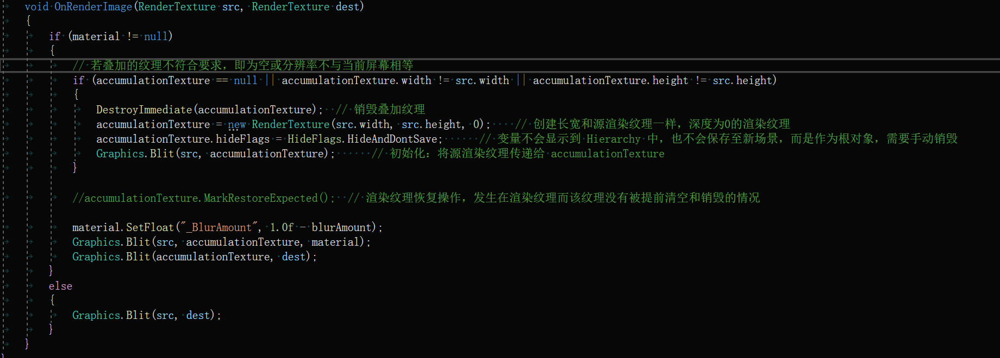 void OnRenderImage(RenderTexture src, RenderTexture dest)
{
if (material != null)
{
// 若叠加的纹理不符合要求，即为空或分辨率不与当前屏幕相等
if (accumulationTexture == null || accumulationTexture.width != src.width || accumulationTexture.height != src.height)
{
DestroyImmediate(accumulationTexture);  // 销毁叠加纹理
accumulationTexture = new RenderTexture(src.width, src.height, 0);    // 创建长宽和源渲染纹理一样，深度为0的渲染纹理
accumulationTexture.hideFlags = HideFlags.HideAndDontSave;      // 变量不会显示到 Hierarchy 中，也不会保存至新场景，而是作为根对象，需要手动销毁
Graphics.Blit(src, accumulationTexture);      // 初始化：将源渲染纹理传递给 accumulationTexture
}
//accumulationTexture.MarkRestoreExpected();  // 渲染纹理恢复操作，发生在渲染纹理而该纹理没有被提前清空和销毁的情况
material.SetFloat("_BlurAmount", 1.0f - blurAmount);
Graphics.Blit(src, accumulationTexture, material);
Graphics.Blit(accumulationTexture, dest);
}
else
{
Graphics.Blit(src, dest);
}
}